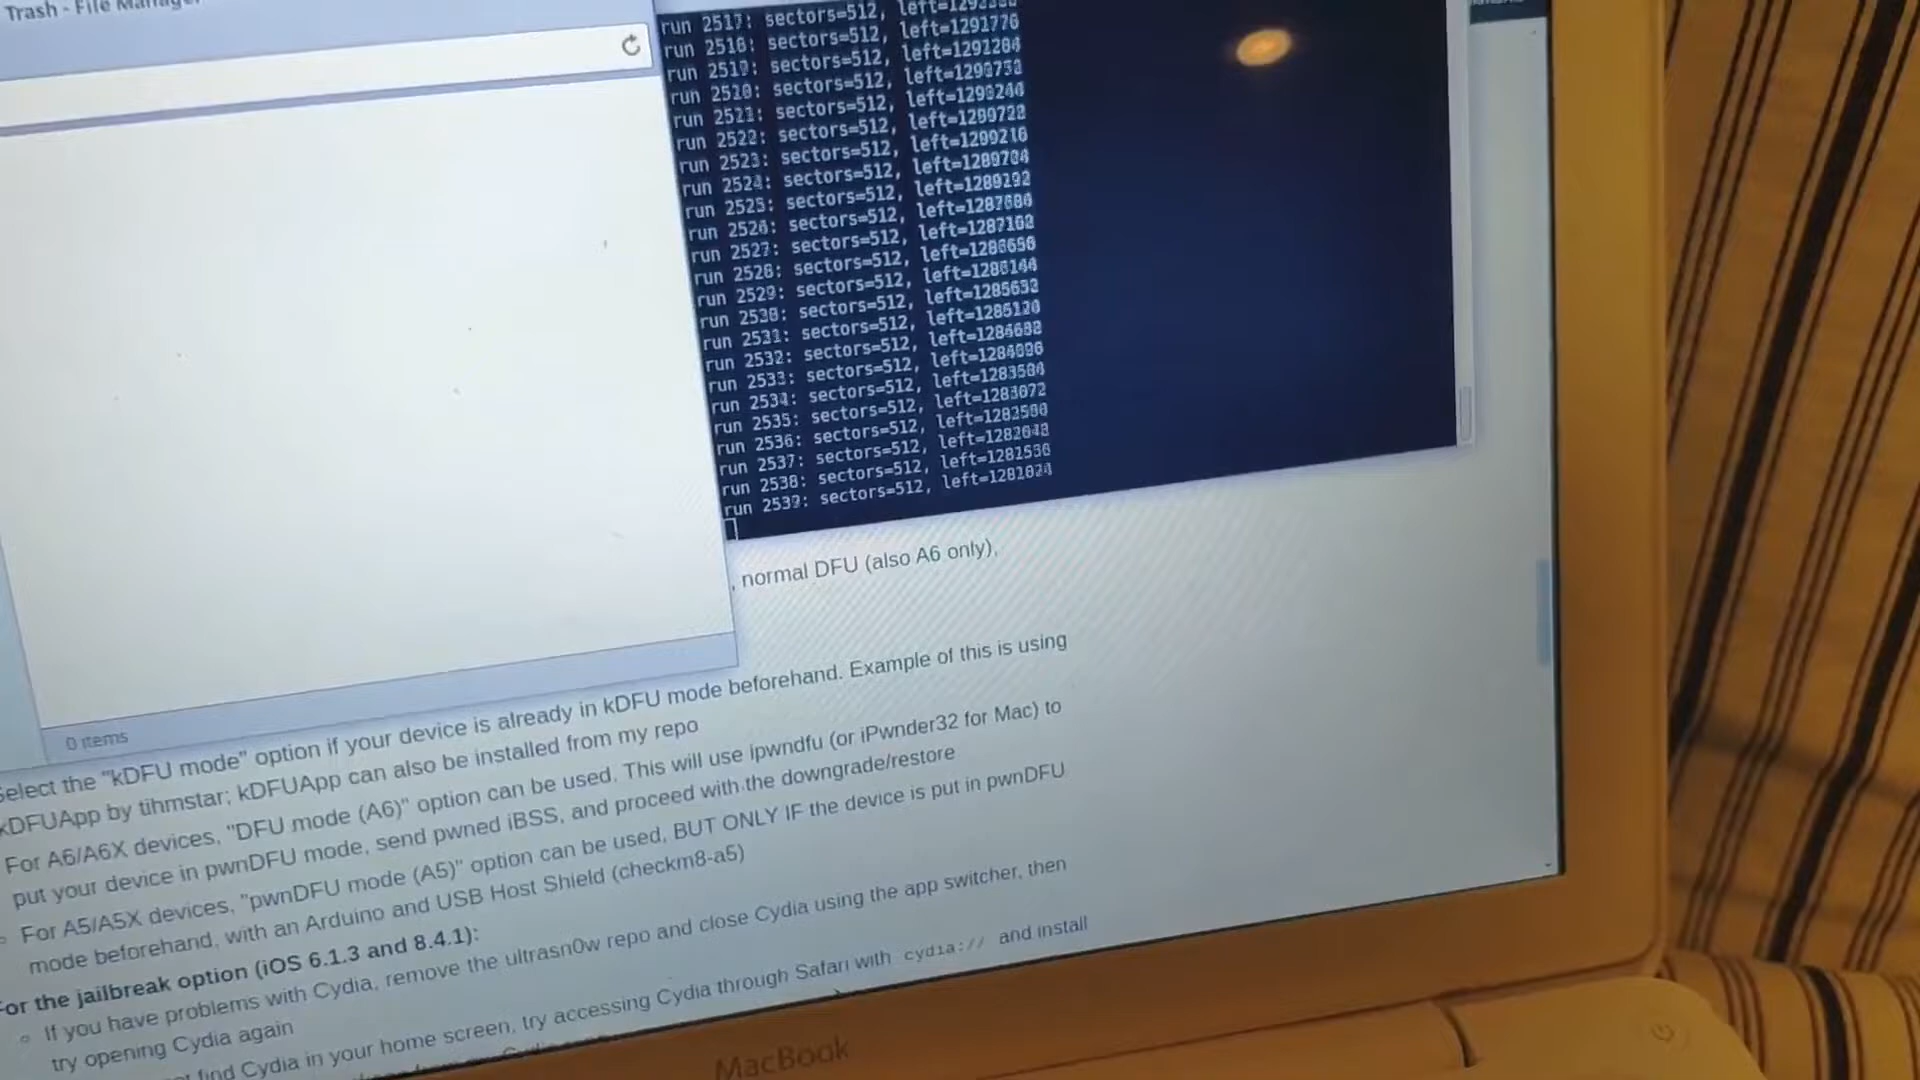 Trash - File Manager
run 2517: sectors=512,
run 2518: sectors=512, left=1291776
run 2519: sectors=512, left=1291264
run 2520: sectors=512, left=1290752
run 2521: sectors=512, left=1290240
run 2522: sectors=512,
run 2523: sectors=512,
run 2524: sectors=512,
run 2525: sectors=512,
run 2526: sectors=512, left=1287680
run 2527: sectors=512, left=1287168
run 2528: sectors=512, left=1286656
run 2529: sectors=512, left=1286144
run 2530: sectors=512, left=1285632
run 2531: sectors=512, left=1285120
run 2532: sectors=512, left=1284608
run 2533: sectors=512, left=1284096
run 2534: sectors=512, left=1283584
run 2535: sectors=512, left=1283072
run 2536: sectors=512, left=1282560
run 2537: sectors=512, left=1282048
run 2538: sectors=512, left=1281536
run 2539: sectors=512, left=1281024
, normal DFU (also A6 only),
0 items
Select the "kDFU mode" option if your device is already in kDFU mode beforehand. Example of this is using
kDFUApp by tihmstar; kDFUApp can also be installed from my repo
For A6/A6X devices, "DFU mode (A6)" option can be used. This will use ipwndfu (or iPwnder32 for Mac) to
put your device in pwnDFU mode, send pwned iBSS, and proceed with the downgrade/restore
For A5/A5X devices, "pwnDFU mode (A5)" option can be used, BUT ONLY IF the device is put in pwnDFU
mode beforehand, with an Arduino and USB Host Shield (checkm8-a5)
For the jailbreak option (iOS 6.1.3 and 8.4.1):
If you have problems with Cydia, remove the ultrasn0w repo and close Cydia using the app switcher, then
try opening Cydia again
find Cydia in your home screen, try accessing Cydia through Safari with cydia:// and install
MacBook